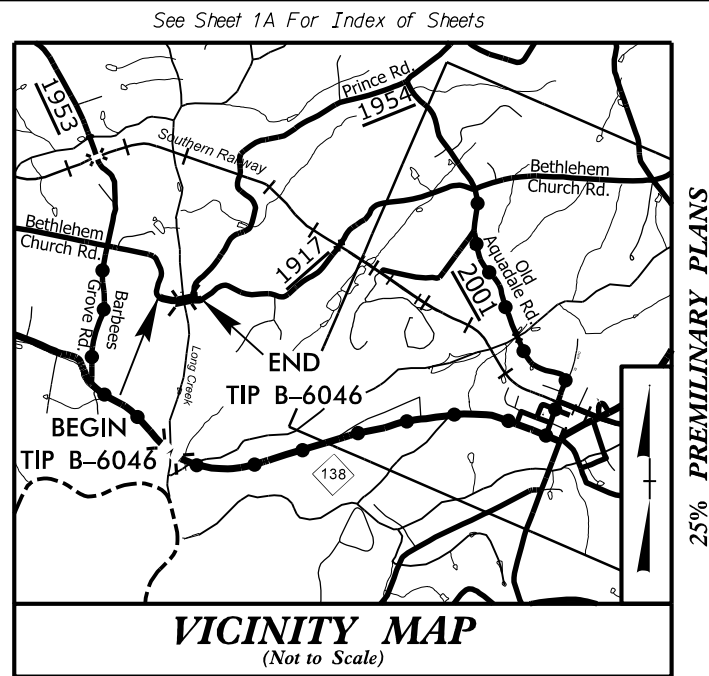 See Sheet 1A For Index of Sheets
1953
Prince Rd.
1954
Southern Railway
Bethlehem
Church Rd.
Bethlehem
Church Rd.
1917
Old
Aquadale Rd.
2001
Barbees
Grove Rd.
Long Creek
END
TIP B–6046
BEGIN
TIP B–6046
138
25% PREMILINARY PLANS
VICINITY MAP
(Not to Scale)